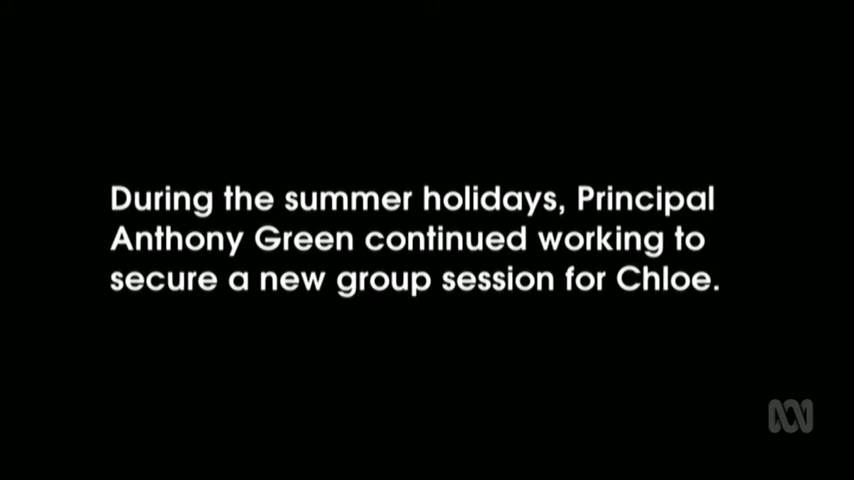 During the summer holidays, Principal
Anthony Green continued working to
secure a new group session for Chloe.